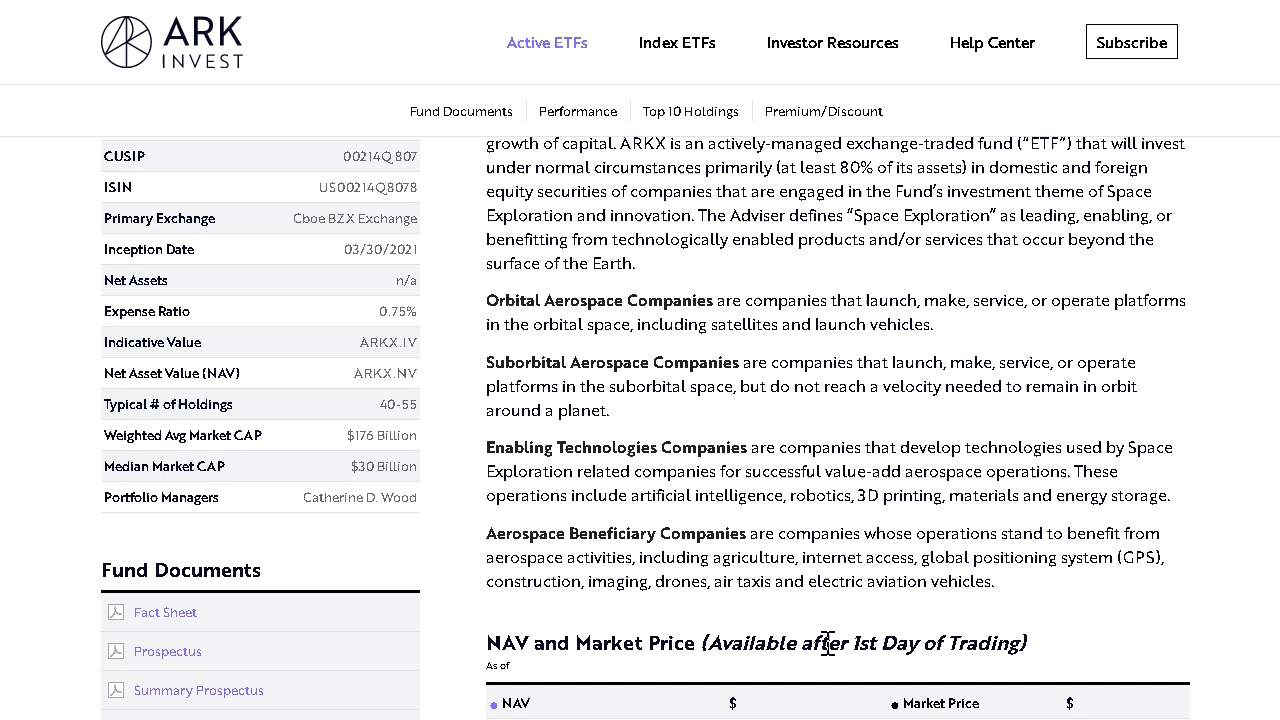 ARK
INVEST
Active ETFs
Index ETFs
Investor Resources
Help Center
Subscribe
Fund Documents
Performance
Top 10 Holdings
Premium/Discount
CUSIP 00214Q807
ISIN US00214Q8078
Primary Exchange Cboe BZX Exchange
Inception Date 03/30/2021
Net Assets n/a
Expense Ratio 0.75%
Indicative Value ARKX.IV
Net Asset Value (NAV) ARKX.NV
Typical # of Holdings 40-55
Weighted Avg Market CAP $176 Billion
Median Market CAP $30 Billion
Portfolio Managers Catherine D. Wood
Fund Documents
Fact Sheet
Prospectus
Summary Prospectus
growth of capital. ARKX is an actively-managed exchange-traded fund (“ETF”) that will invest
under normal circumstances primarily (at least 80% of its assets) in domestic and foreign
equity securities of companies that are engaged in the Fund’s investment theme of Space
Exploration and innovation. The Adviser defines “Space Exploration” as leading, enabling, or
benefitting from technologically enabled products and/or services that occur beyond the
surface of the Earth.
Orbital Aerospace Companies are companies that launch, make, service, or operate platforms
in the orbital space, including satellites and launch vehicles.
Suborbital Aerospace Companies are companies that launch, make, service, or operate
platforms in the suborbital space, but do not reach a velocity needed to remain in orbit
around a planet.
Enabling Technologies Companies are companies that develop technologies used by Space
Exploration related companies for successful value-add aerospace operations. These
operations include artificial intelligence, robotics, 3D printing, materials and energy storage.
Aerospace Beneficiary Companies are companies whose operations stand to benefit from
aerospace activities, including agriculture, internet access, global positioning system (GPS),
construction, imaging, drones, air taxis and electric aviation vehicles.
NAV and Market Price (Available after 1st Day of Trading)
As of
NAV $ Market Price $